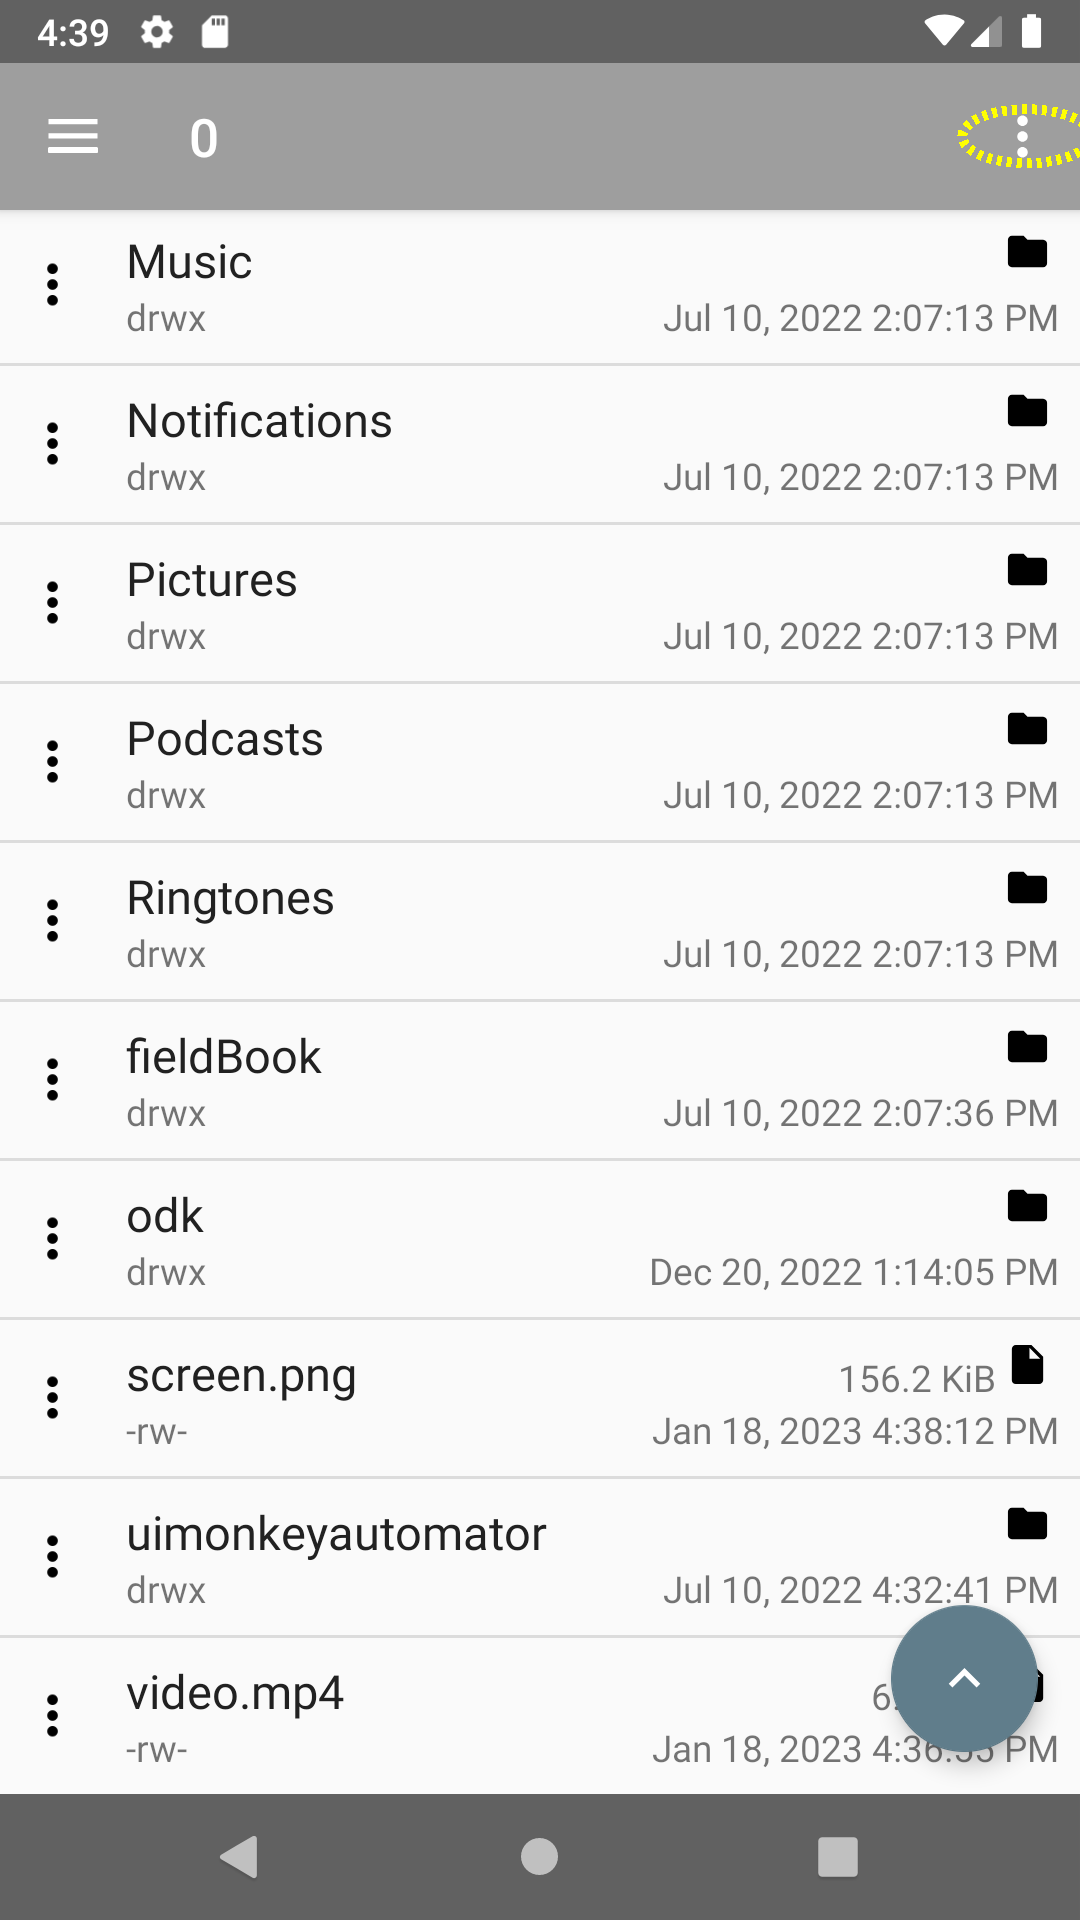 4:39
0
Music
drwx Jul 10, 2022 2:07:13 PM
Notifications
drwx Jul 10, 2022 2:07:13 PM
Pictures
drwx Jul 10, 2022 2:07:13 PM
Podcasts
drwx Jul 10, 2022 2:07:13 PM
Ringtones
drwx Jul 10, 2022 2:07:13 PM
fieldBook
drwx Jul 10, 2022 2:07:36 PM
odk
drwx Dec 20, 2022 1:14:05 PM
screen.png 156.2 KiB
-rw- Jan 18, 2023 4:38:12 PM
uimonkeyautomator
drwx Jul 10, 2022 4:32:41 PM
video.mp4
-rw- Jan 18, 2023 PM